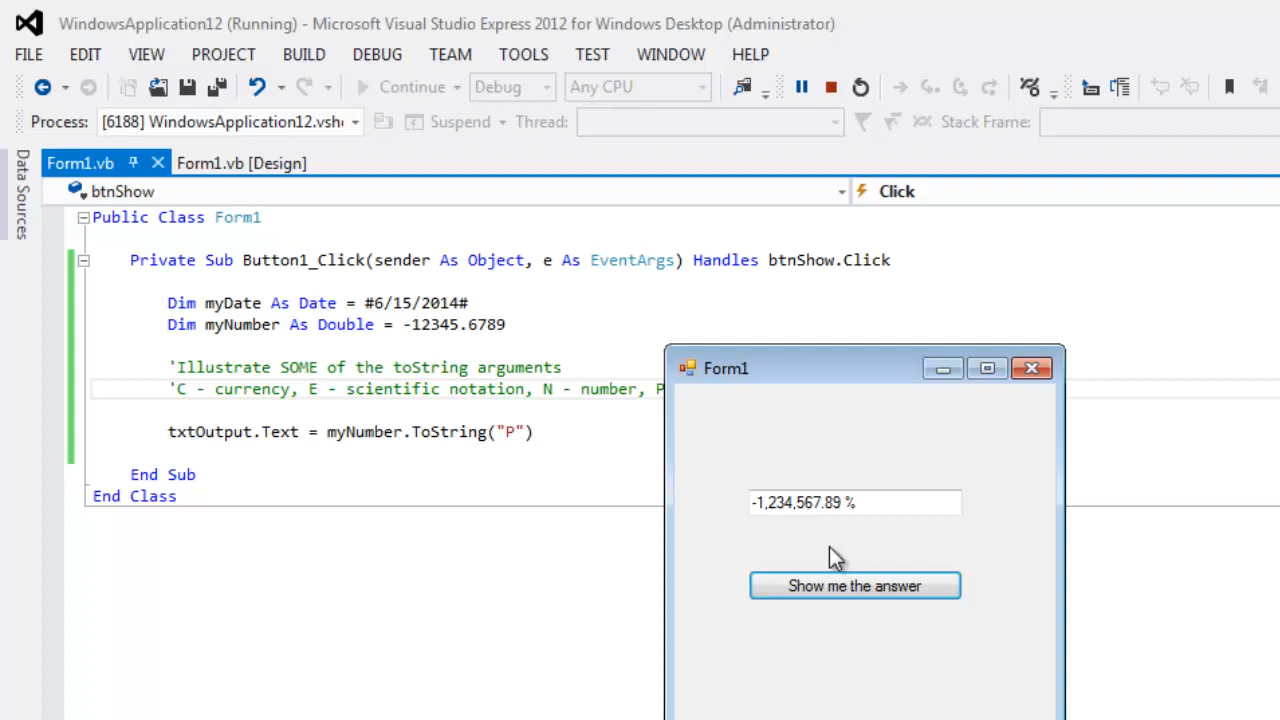 WindowsApplication12 (Running) - Microsoft Visual Studio Express 2012 for Windows Desktop (Administrator)
FILE EDIT VIEW PROJECT BUILD DEBUG TEAM TOOLS TEST WINDOW HELP
Continue Debug Any CPU
Process: [6188] WindowsApplication12.vsh Suspend Thread: Stack Frame:
Data Sources
Form1.vb Form1.vb [Design]
btnShow Click
Public Class Form1
Private Sub Button1_Click(sender As Object, e As EventArgs) Handles btnShow.Click
Dim myDate As Date = #6/15/2014#
Dim myNumber As Double = -12345.6789
'Illustrate SOME of the toString arguments
'C - currency, E - scientific notation, N - number, P
txtOutput.Text = myNumber.ToString("P")
End Sub
End Class
Form1
-1,234,567.89 %
Show me the answer